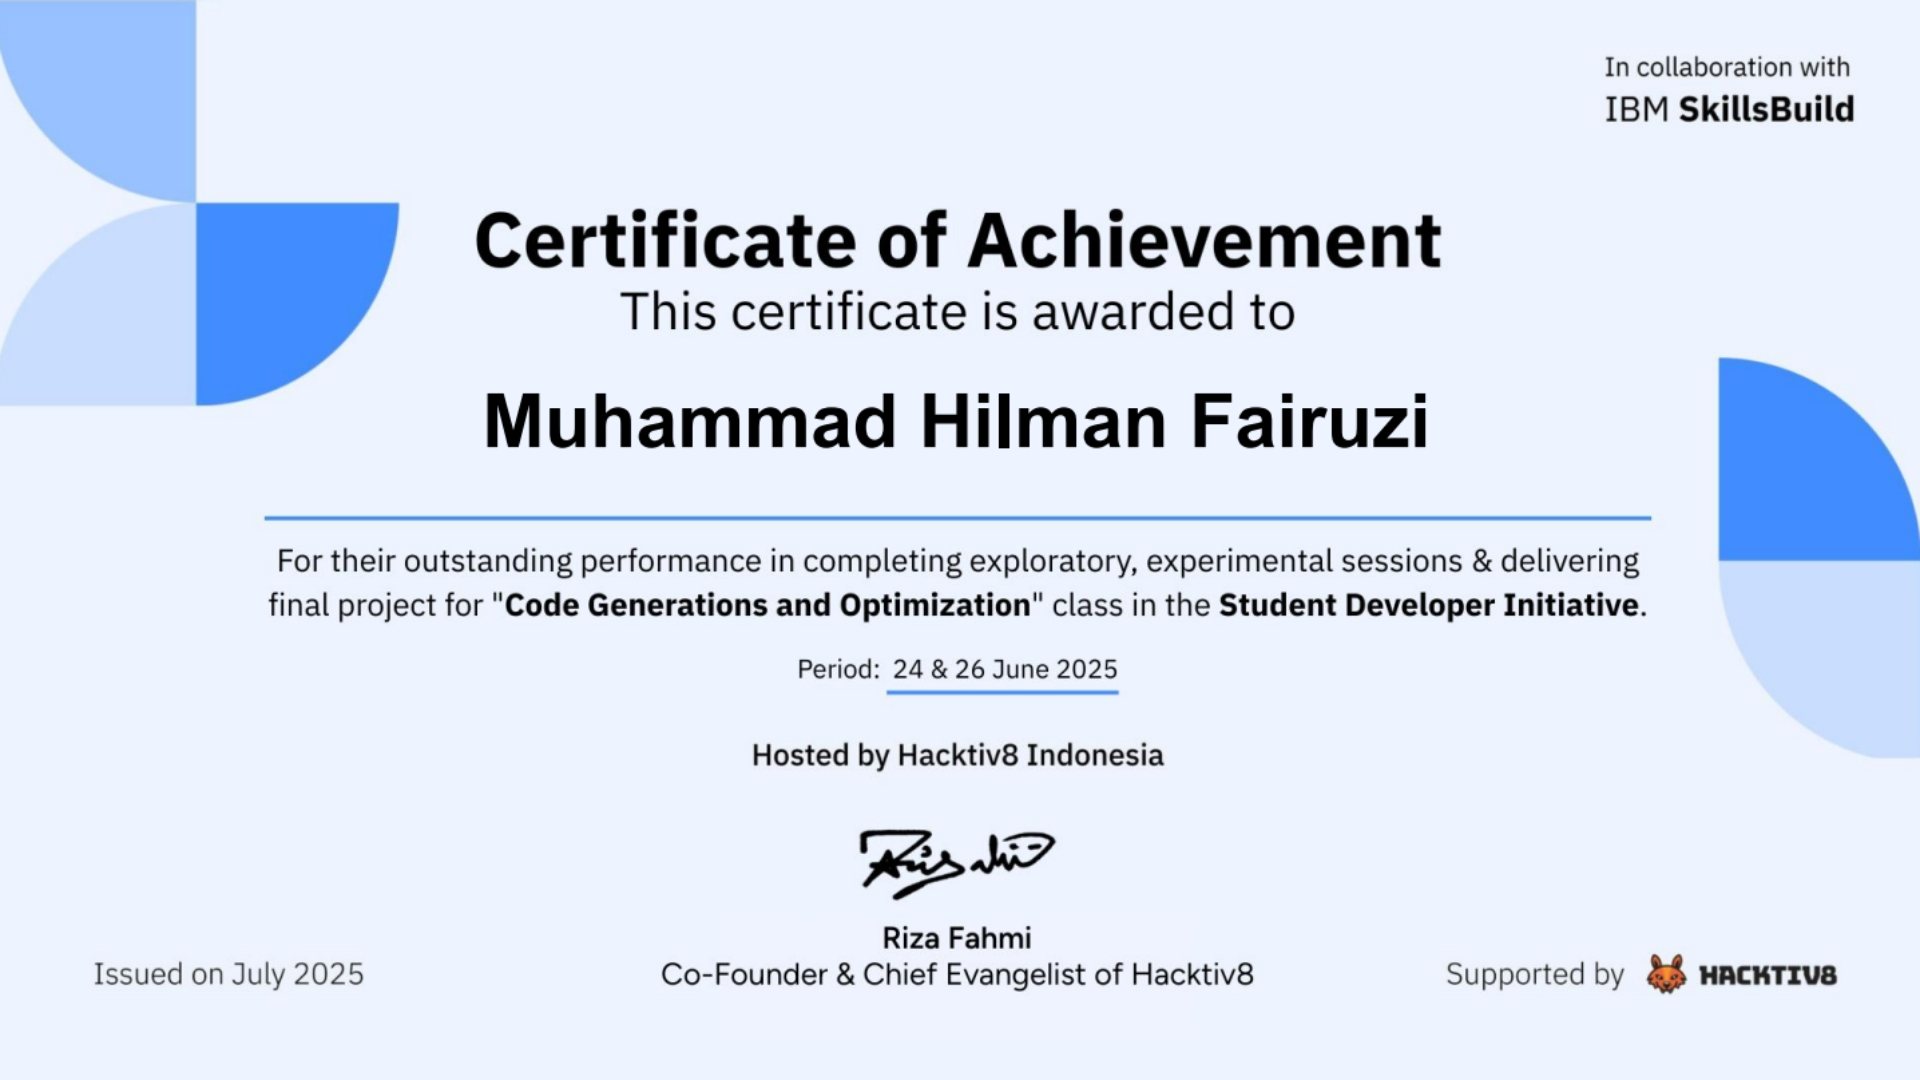 In collaboration with
IBM SkillsBuild
Certificate of Achievement
This certificate is awarded to
Muhammad Hilman Fairuzi
For their outstanding performance in completing exploratory, experimental sessions & delivering
final project for "Code Generations and Optimization" class in the Student Developer Initiative.
Period: 24 & 26 June 2025
Hosted by Hacktiv8 Indonesia
Riza Fahmi
Co-Founder & Chief Evangelist of Hacktiv8
Issued on July 2025
Supported by HACKTIV8